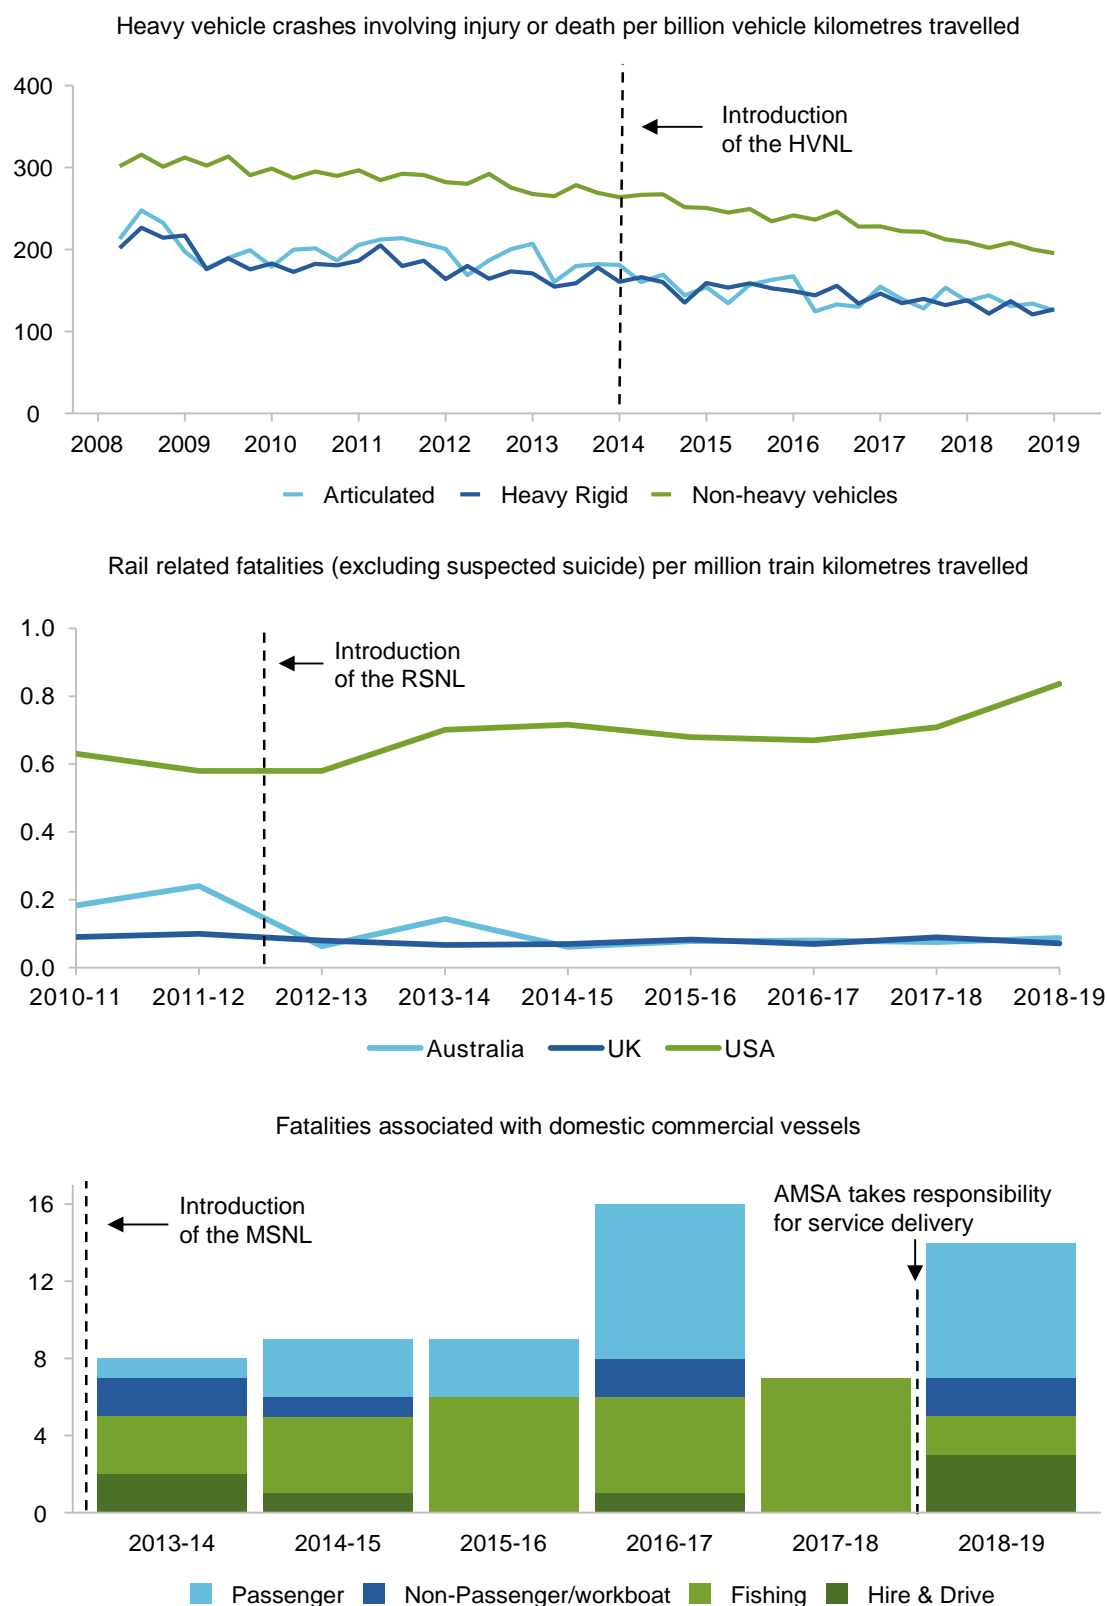 Heavy vehicle crashes involving injury or death per billion vehicle kilometres travelled
400
300
200
100
0
Introduction
of the HVNL
2008 2009 2010 2011 2012 2013 2014 2015 2016 2017 2018 2019
Articulated Heavy Rigid Non-heavy vehicles
Rail related fatalities (excluding suspected suicide) per million train kilometres travelled
1.0
0.8
0.6
0.4
0.2
0.0
Introduction
of the RSNL
2010-11 2011-12 2012-13 2013-14 2014-15 2015-16 2016-17 2017-18 2018-19
Australia UK USA
Fatalities associated with domestic commercial vessels
16
12
8
4
0
Introduction
of the MSNL
AMSA takes responsibility
for service delivery
2013-14 2014-15 2015-16 2016-17 2017-18 2018-19
Passenger Non-Passenger/workboat Fishing Hire & Drive